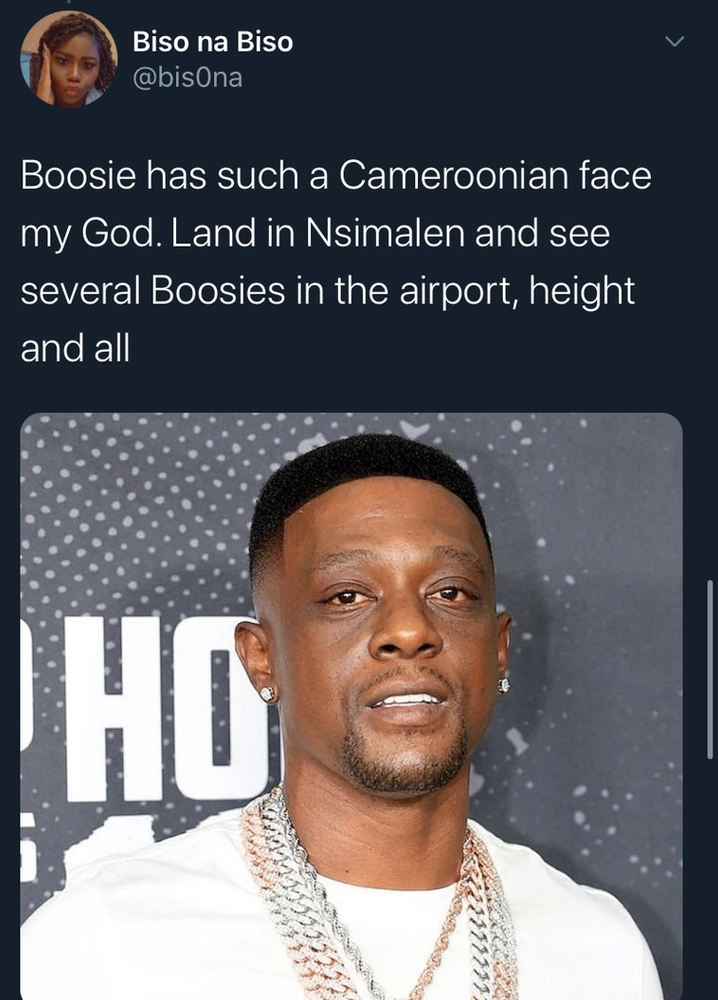 Biso na Biso
@bis0na
Boosie has such a Cameroonian face
my God. Land in Nsimalen and see
several Boosies in the airport, height
and all
HO